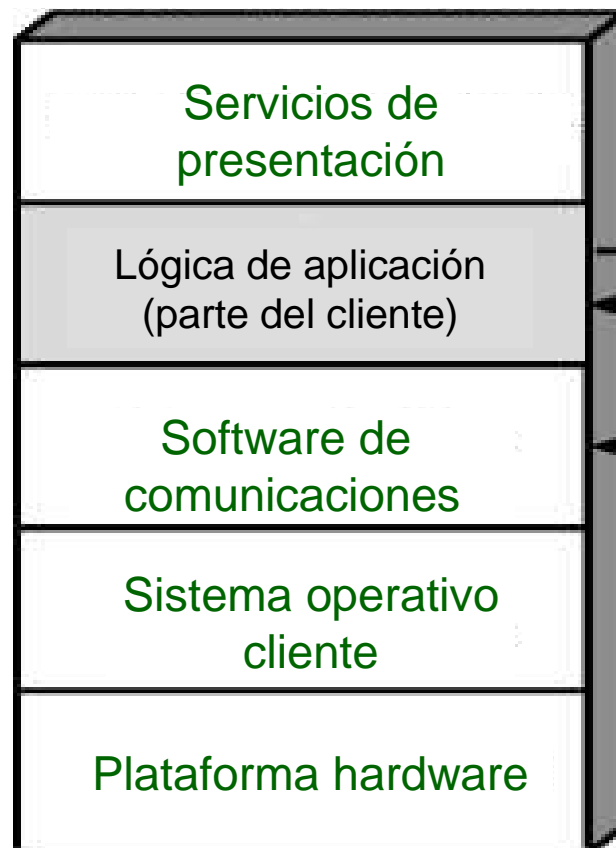 Servicios de
presentación
Lógica de aplicación
(parte del cliente)
Software de
comunicaciones
Sistema operativo
cliente
Plataforma hardware